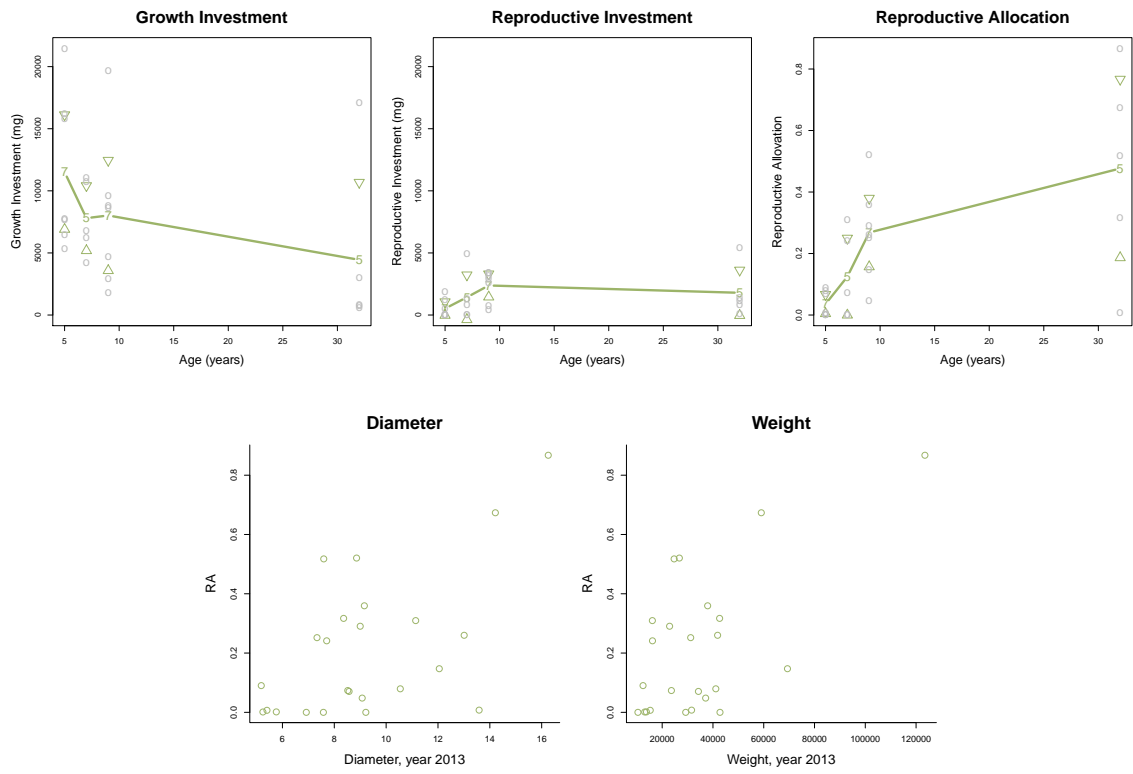 Growth Investment
Growth Investment (mg)
0 5000 10000 15000 20000
7 5 7 5
5 10 15 20 25 30
Age (years)
Reproductive Investment
Reproductive Investment (mg)
0 5000 10000 15000 20000
7 5 7 5
5 10 15 20 25 30
Age (years)
Reproductive Allocation
Reproductive Allovation
0.0 0.2 0.4 0.6 0.8
7 5 7 5
5 10 15 20 25 30
Age (years)
Diameter
RA
0.0 0.2 0.4 0.6 0.8
6 8 10 12 14 16
Diameter, year 2013
Weight
RA
0.0 0.2 0.4 0.6 0.8
20000 40000 60000 80000 100000 120000
Weight, year 2013